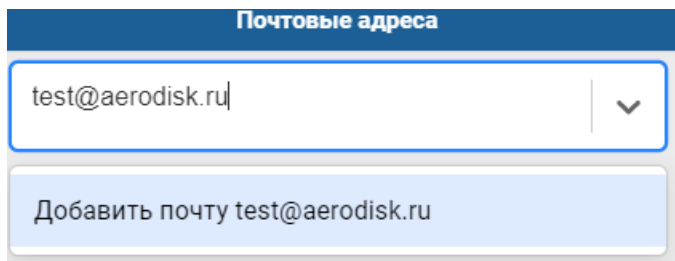 Почтовые адреса
test@aerodisk.ru
Добавить почту test@aerodisk.ru